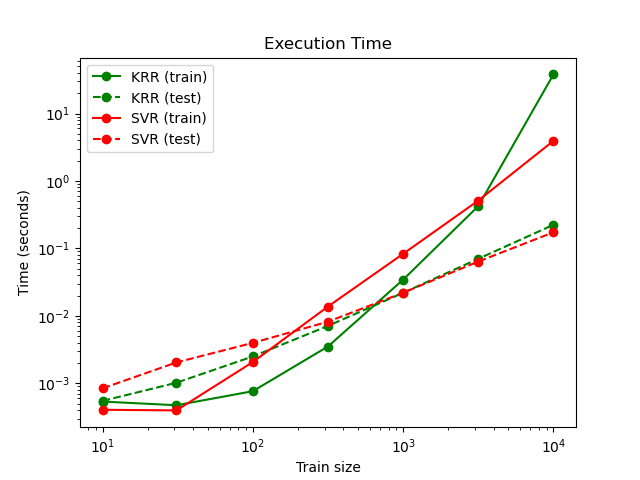 Execution Time
KRR (train)
KRR (test)
SVR (train)
SVR (test)
Time (seconds)
10¹
10⁰
10⁻¹
10⁻²
10⁻³
10¹ 10² 10³ 10⁴
Train size